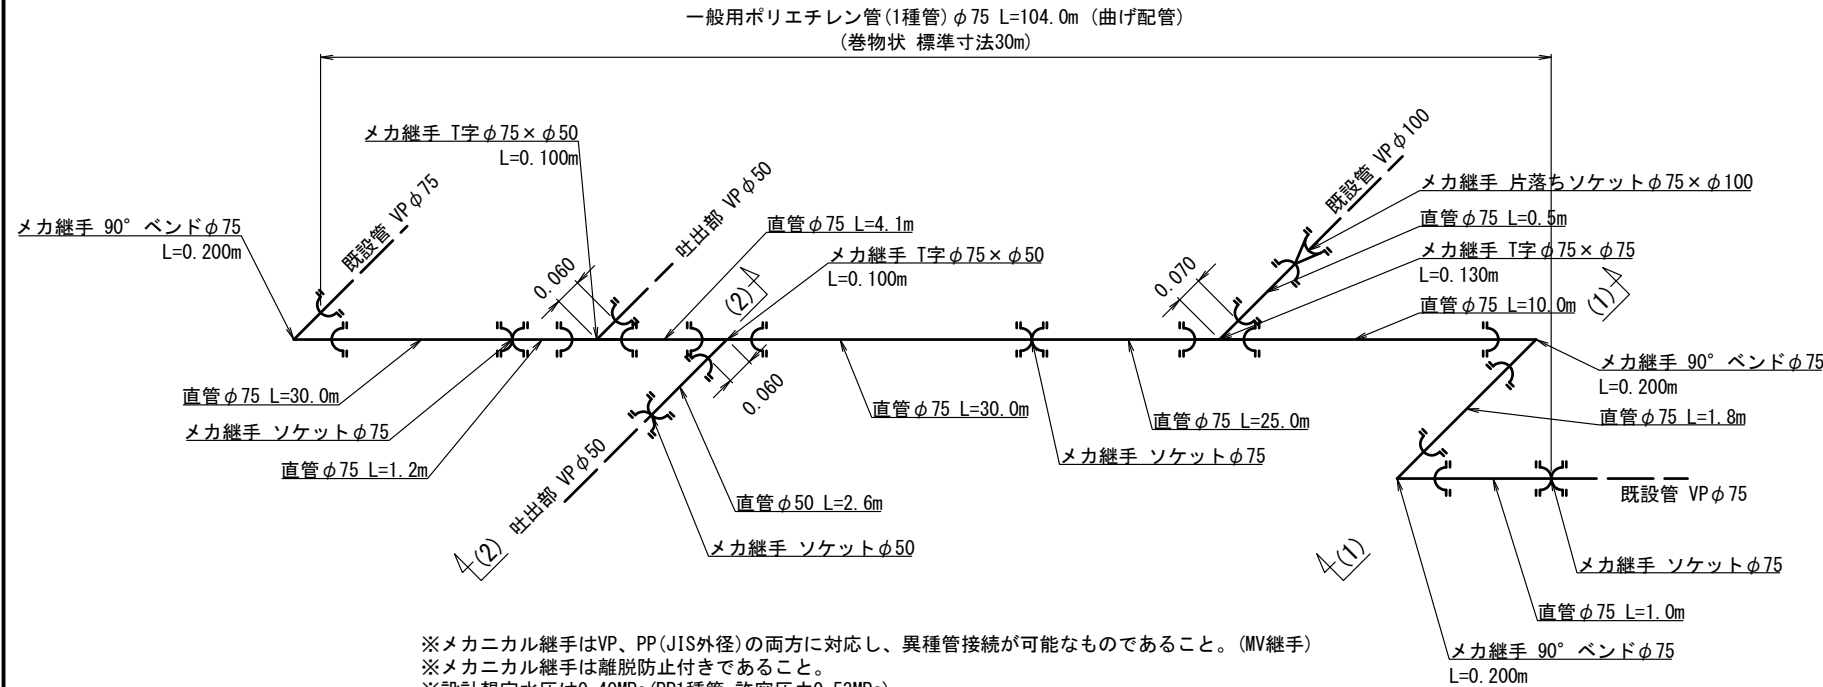 一般用ポリエチレン管(1種管)φ75 L=104.0m (曲げ配管)
(巻物状 標準寸法30m)
メカ継手 T字φ75×φ50
L=0.100m
既設管 VPφ100
メカ継手 片落ちソケットφ75×φ100
吐出部 VPφ50
既設管 VPφ75
メカ継手 90° ベンドφ75
L=0.200m
直管φ75 L=4.1m
直管φ75 L=0.5m
メカ継手 T字φ75×φ50
L=0.100m
メカ継手 T字φ75×φ75
L=0.130m
0.060
(2)
0.070
直管φ75 L=10.0m
(1)
メカ継手 90° ベンドφ75
L=0.200m
直管φ75 L=30.0m
0.060
直管φ75 L=30.0m
直管φ75 L=25.0m
直管φ75 L=1.8m
メカ継手 ソケットφ75
メカ継手 ソケットφ75
直管φ75 L=1.2m
吐出部 VPφ50
直管φ50 L=2.6m
既設管 VPφ75
(2)
メカ継手 ソケットφ50
(1)
メカ継手 ソケットφ75
直管φ75 L=1.0m
メカ継手 90° ベンドφ75
L=0.200m
※メカニカル継手はVP、PP(JIS外径)の両方に対応し、異種管接続が可能なものであること。(MV継手)
※メカニカル継手は離脱防止付きであること。